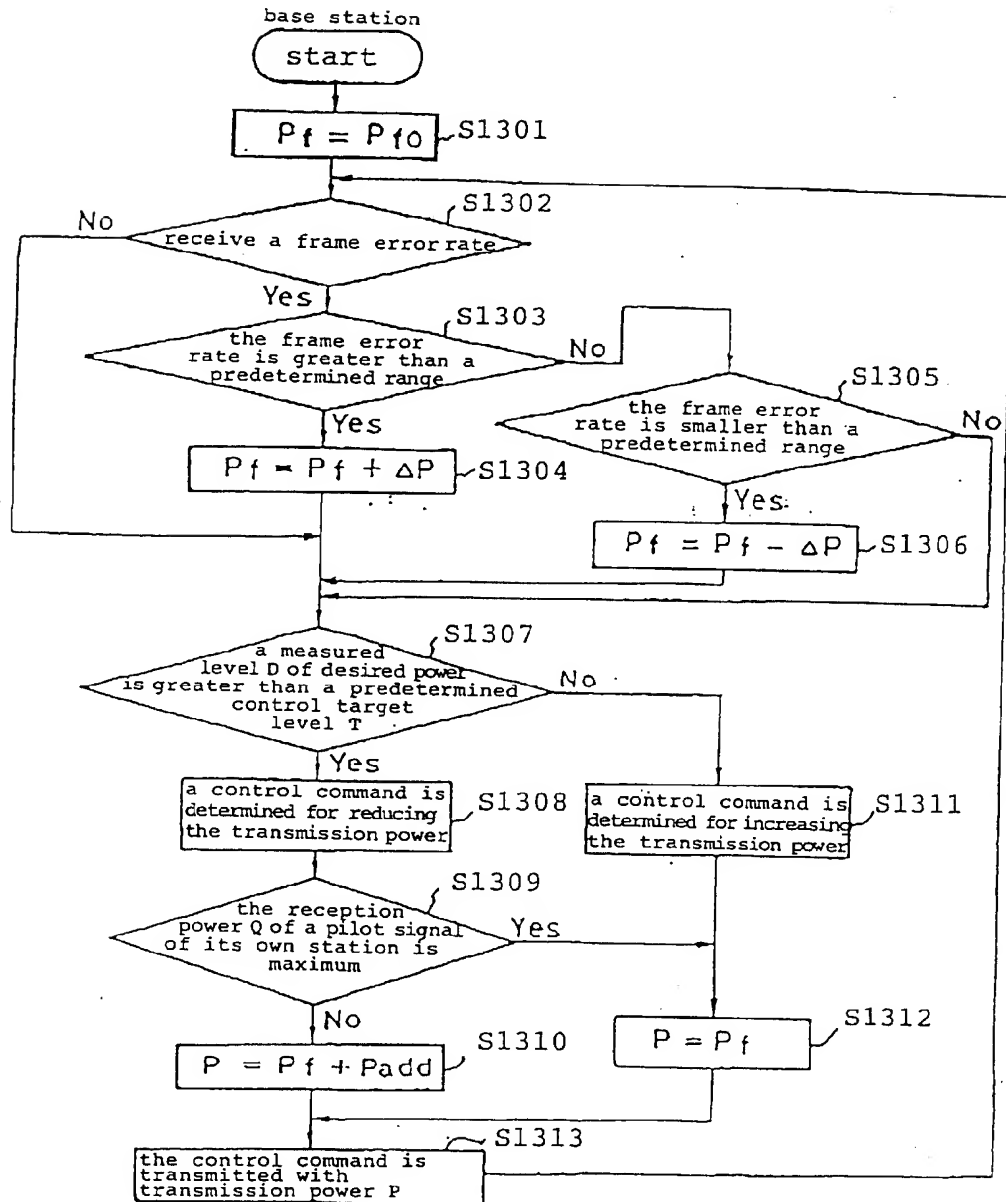 base station
start
Pf = Pfo
S1301
S1302
No
receive a frame error rate
Yes
S1303
the frame error
rate is greater than a
predetermined range
No
S1305
the frame error
rate is smaller than a
predetermined range
No
Yes
Pf = Pf + ΔP
S1304
Yes
Pf = Pf - ΔP
S1306
S1307
a measured
level D of desired power
is greater than a predetermined
control target
level T
No
Yes
a control command is
determined for reducing
the transmission power
S1308
a control command is
determined for increasing
the transmission power
S1311
S1309
the reception
power Q of a pilot signal
of its own station is
maximum
Yes
No
P = Pf + Padd
S1310
P = Pf
S1312
S1313
the control command is
transmitted with
transmission power P